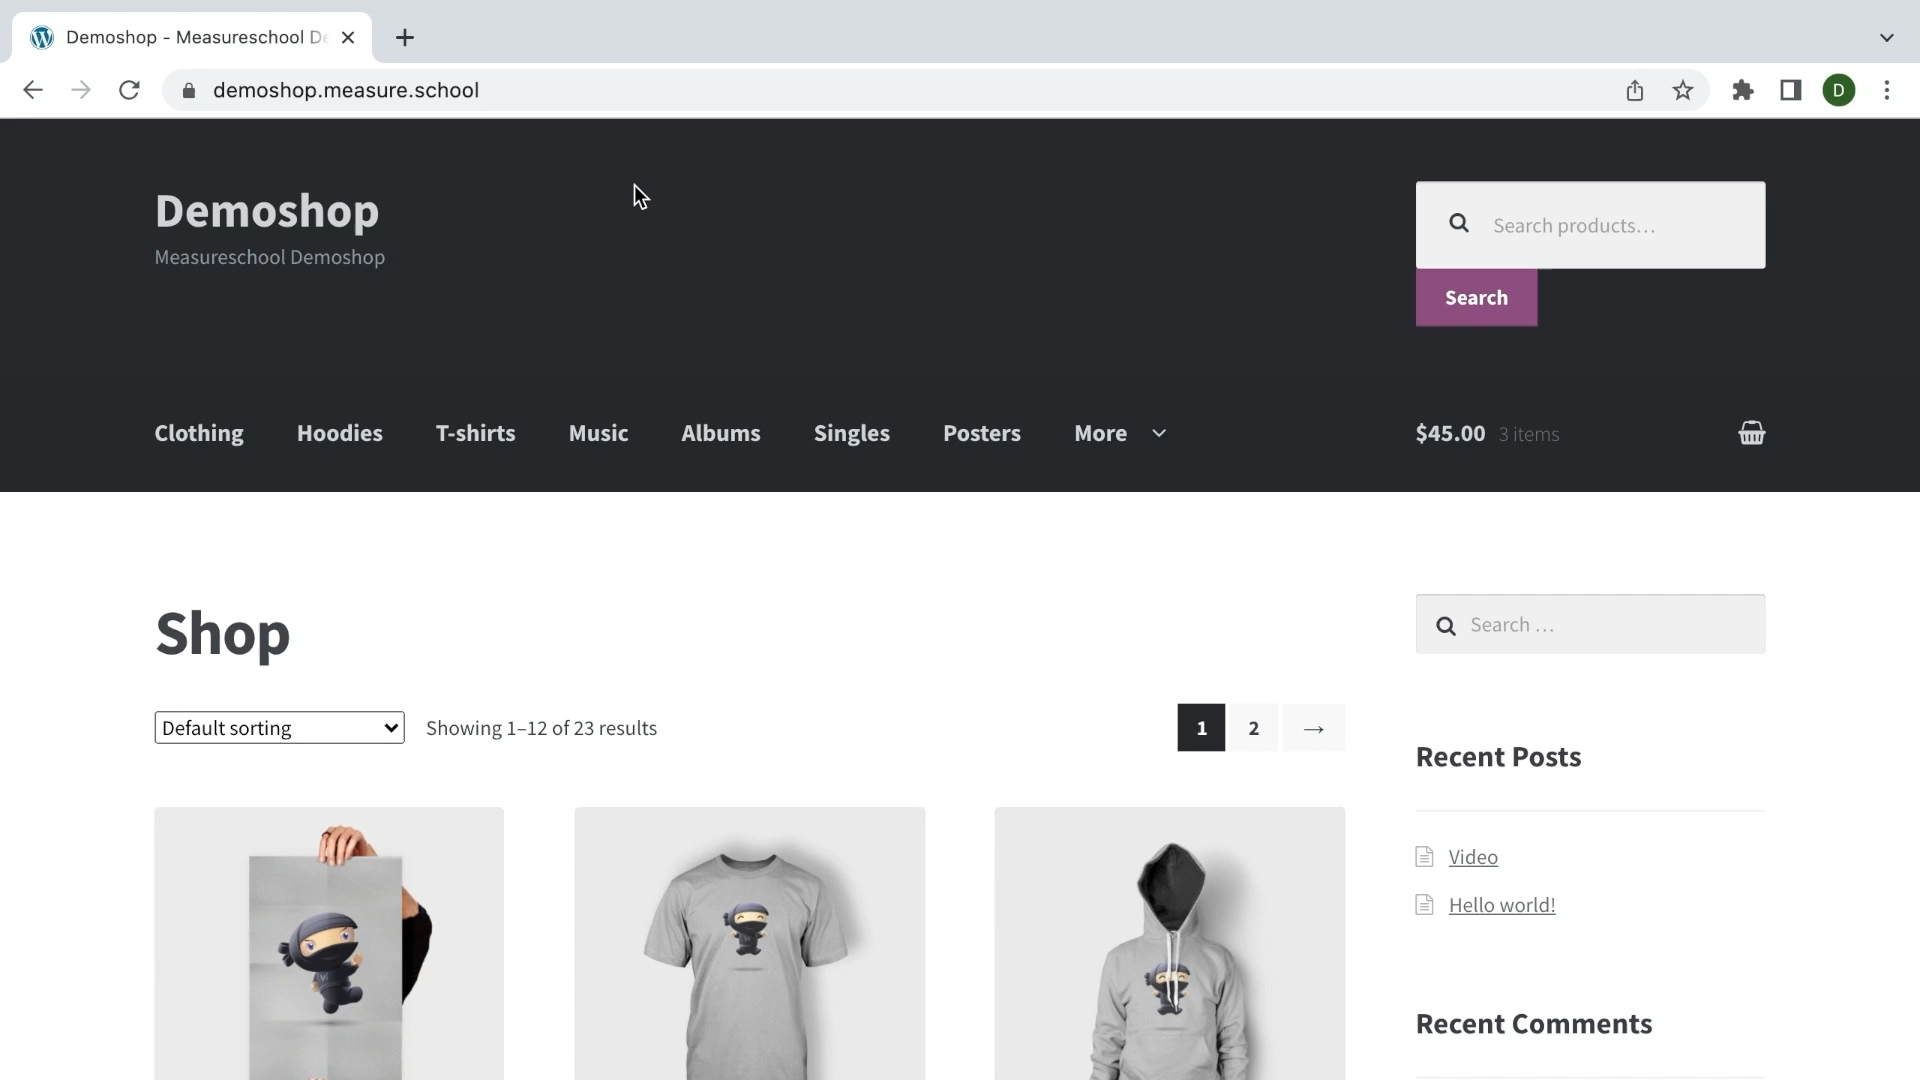 Demoshop - Measureschool De
demoshop.measure.school
D
Demoshop
Measureschool Demoshop
Search products…
Search
Clothing Hoodies T-shirts Music Albums Singles Posters More
$45.00 3 items
Shop
Search …
Default sorting
Showing 1–12 of 23 results
1 2 →
Recent Posts
Video
Hello world!
Recent Comments